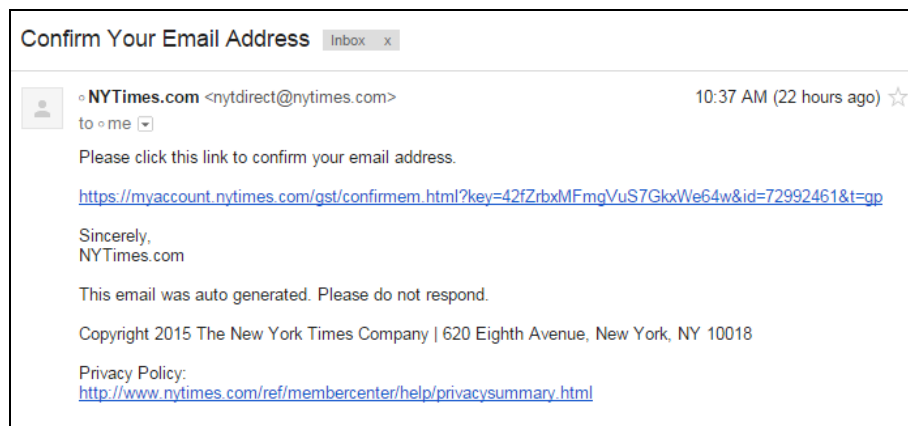 Confirm Your Email Address Inbox x
NYTimes.com <nytdirect@nytimes.com> 10:37 AM (22 hours ago)
to me
Please click this link to confirm your email address.
https://myaccount.nytimes.com/gst/confirmem.html?key=42fZrbxMFmgVuS7GkxWe64w&id=72992461&t=gp
Sincerely,
NYTimes.com
This email was auto generated. Please do not respond.
Copyright 2015 The New York Times Company | 620 Eighth Avenue, New York, NY 10018
Privacy Policy:
http://www.nytimes.com/ref/membercenter/help/privacysummary.html